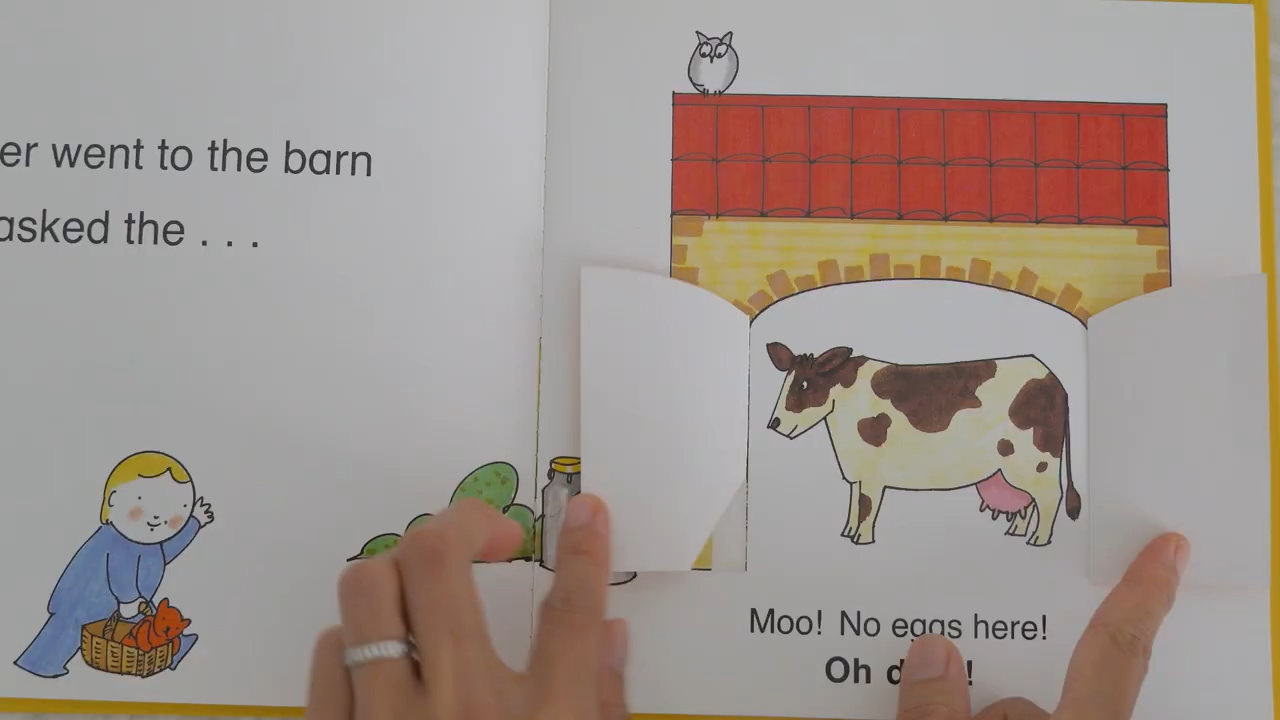 er went to the barn
asked the . . .
Moo! No eggs here!
Oh